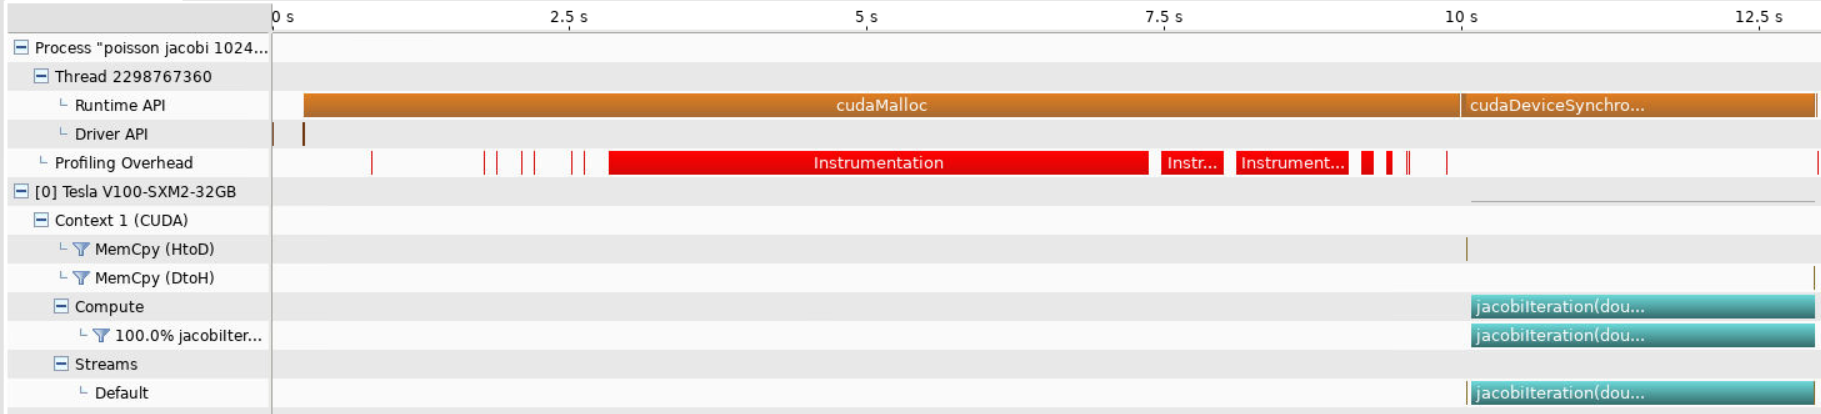 0 s 2.5 s 5 s 7.5 s 10 s 12.5 s
Process "poisson jacobi 1024...
Thread 2298767360
Runtime API cudaMalloc cudaDeviceSynchro...
Driver API
Profiling Overhead Instrumentation Instr... Instrument...
[0] Tesla V100-SXM2-32GB
Context 1 (CUDA)
MemCpy (HtoD)
MemCpy (DtoH)
Compute jacobiIteration(dou...
100.0% jacobiIter... jacobiIteration(dou...
Streams
Default jacobiIteration(dou...